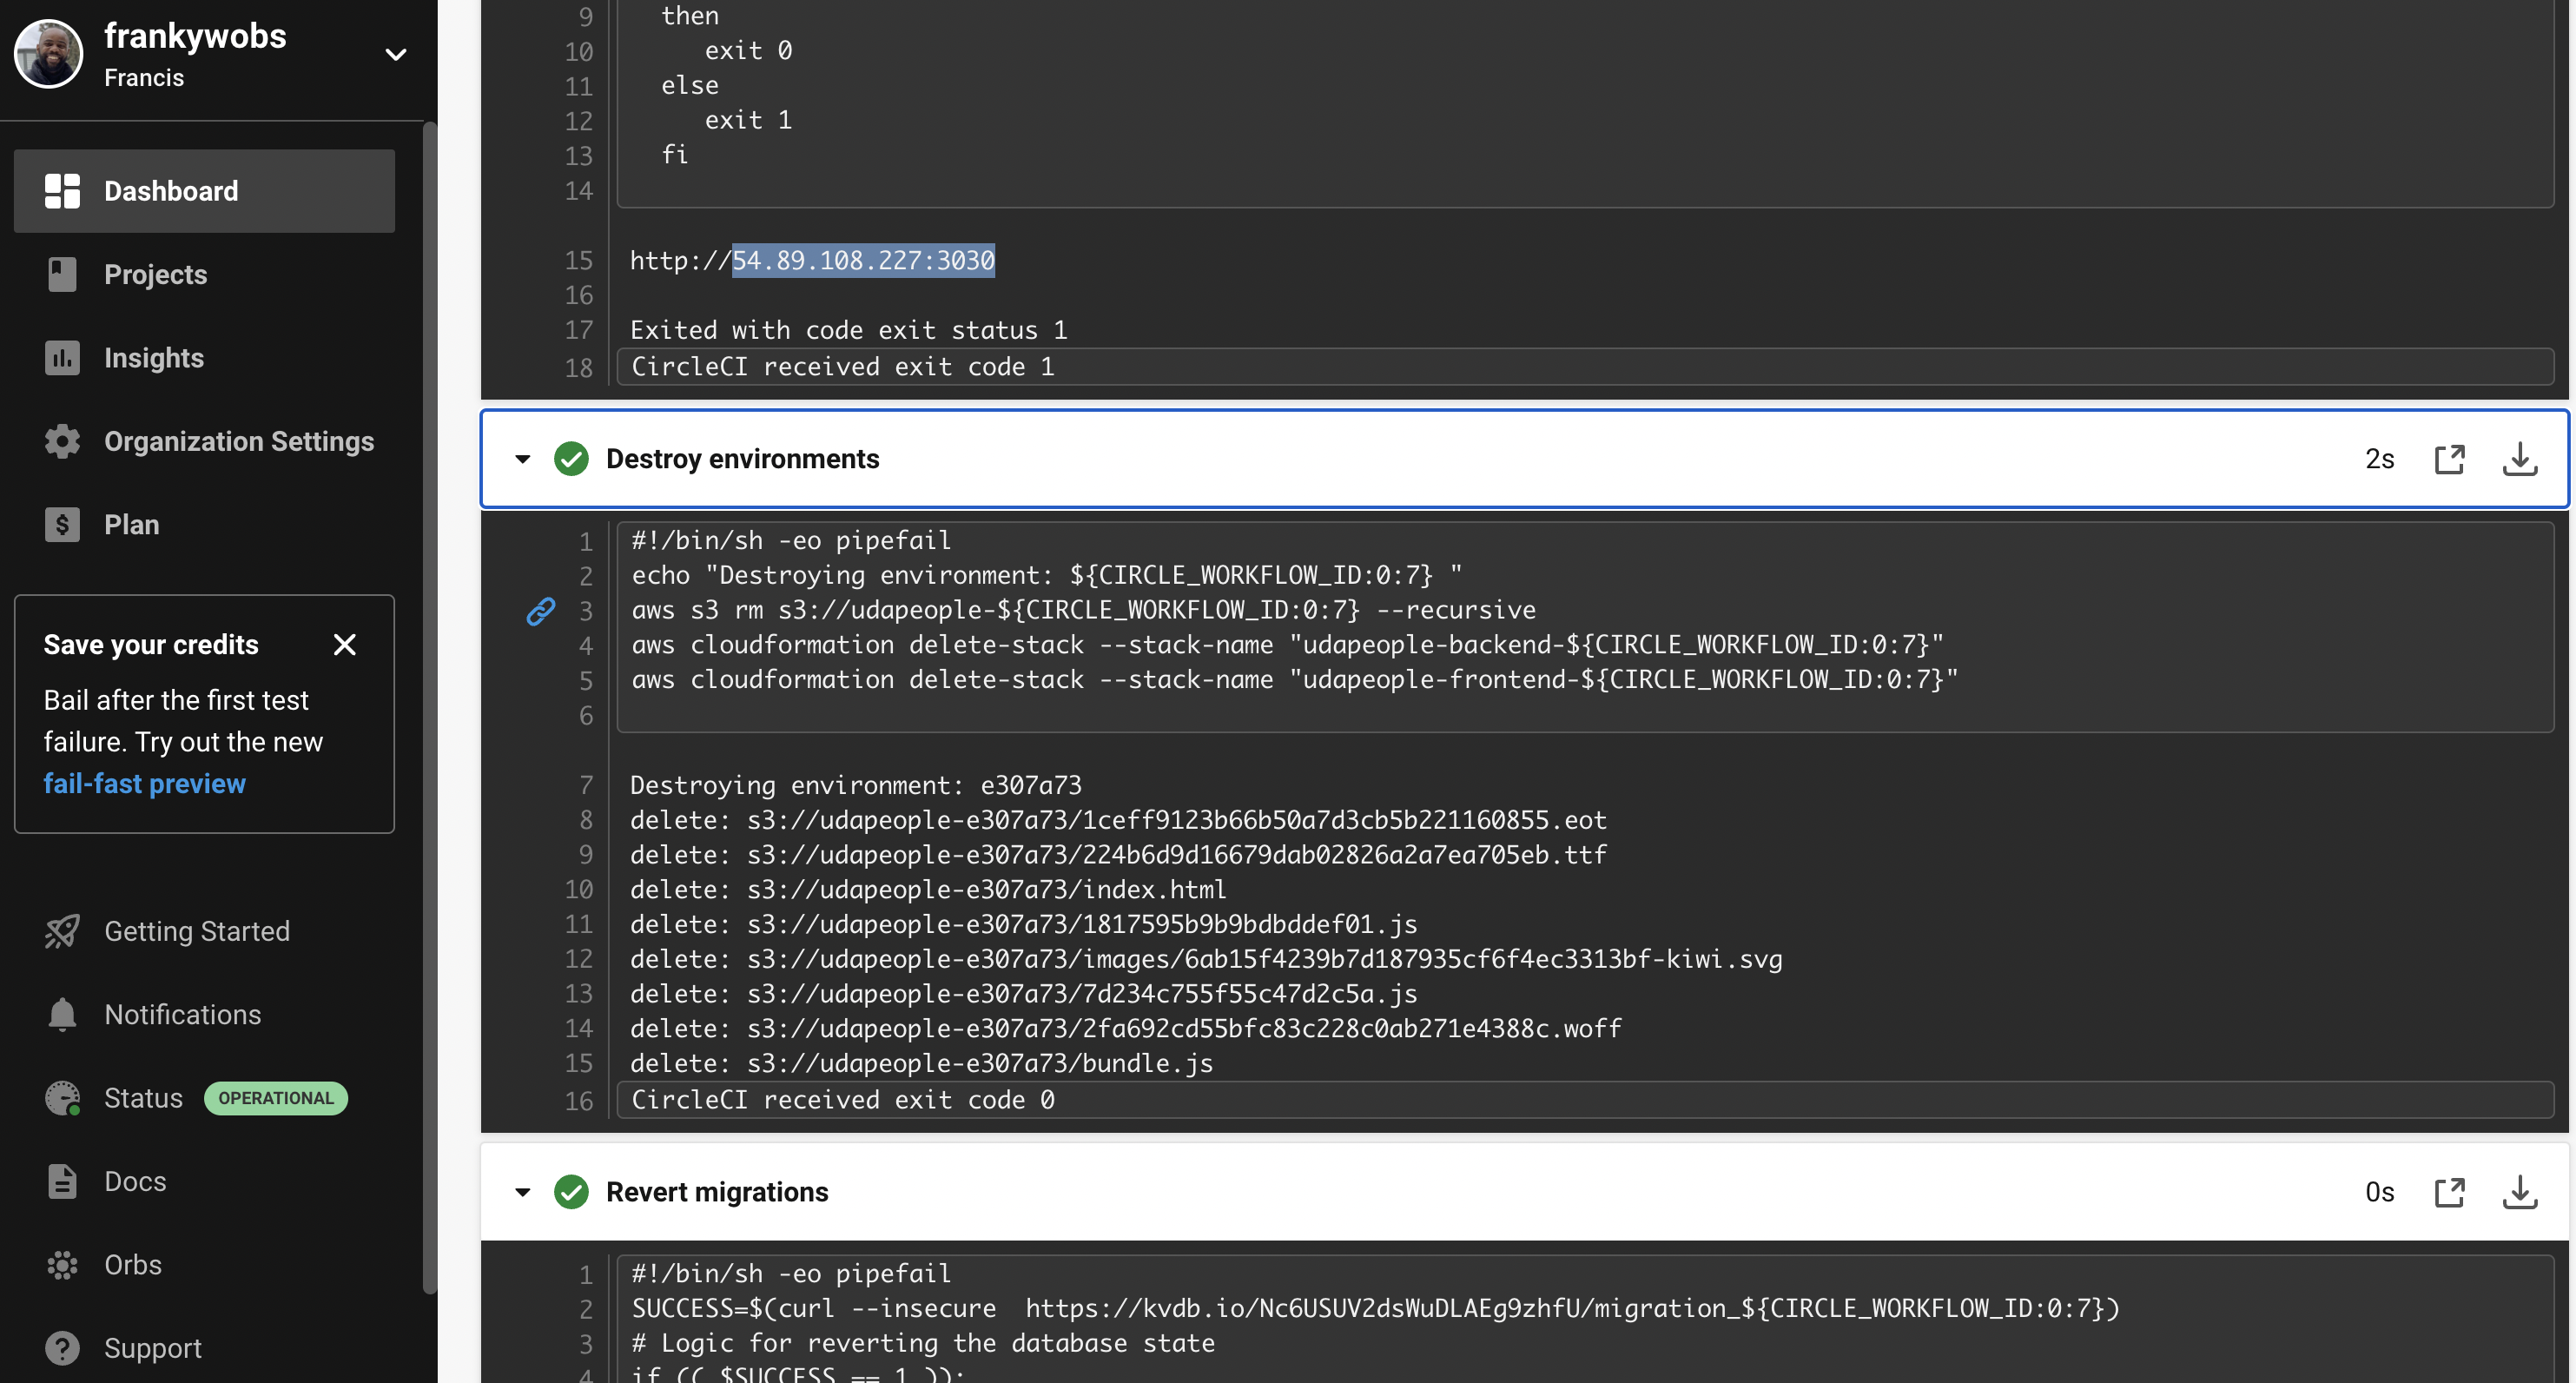 frankywobs
Francis
Dashboard
Projects
Insights
Organization Settings
Plan
Save your credits
Bail after the first test
failure. Try out the new
fail-fast preview
Getting Started
Notifications
Status OPERATIONAL
Docs
Orbs
Support
9 then
10 exit 0
11 else
12 exit 1
13 fi
14
15 http://54.89.108.227:3030
16
17 Exited with code exit status 1
18 CircleCI received exit code 1
Destroy environments 2s
1 #!/bin/sh -eo pipefail
2 echo "Destroying environment: ${CIRCLE_WORKFLOW_ID:0:7} "
3 aws s3 rm s3://udapeople-${CIRCLE_WORKFLOW_ID:0:7} --recursive
4 aws cloudformation delete-stack --stack-name "udapeople-backend-${CIRCLE_WORKFLOW_ID:0:7}"
5 aws cloudformation delete-stack --stack-name "udapeople-frontend-${CIRCLE_WORKFLOW_ID:0:7}"
6
7 Destroying environment: e307a73
8 delete: s3://udapeople-e307a73/1ceff9123b66b50a7d3cb5b221160855.eot
9 delete: s3://udapeople-e307a73/224b6d9d16679dab02826a2a7ea705eb.ttf
10 delete: s3://udapeople-e307a73/index.html
11 delete: s3://udapeople-e307a73/1817595b9b9bdbddef01.js
12 delete: s3://udapeople-e307a73/images/6ab15f4239b7d187935cf6f4ec3313bf-kiwi.svg
13 delete: s3://udapeople-e307a73/7d234c755f55c47d2c5a.js
14 delete: s3://udapeople-e307a73/2fa692cd55bfc83c228c0ab271e4388c.woff
15 delete: s3://udapeople-e307a73/bundle.js
16 CircleCI received exit code 0
Revert migrations 0s
1 #!/bin/sh -eo pipefail
2 SUCCESS=$(curl --insecure  https://kvdb.io/Nc6USUV2dsWuDLAEg9zhfU/migration_${CIRCLE_WORKFLOW_ID:0:7})
3 # Logic for reverting the database state
4 if (( $SUCCESS == 1 ));